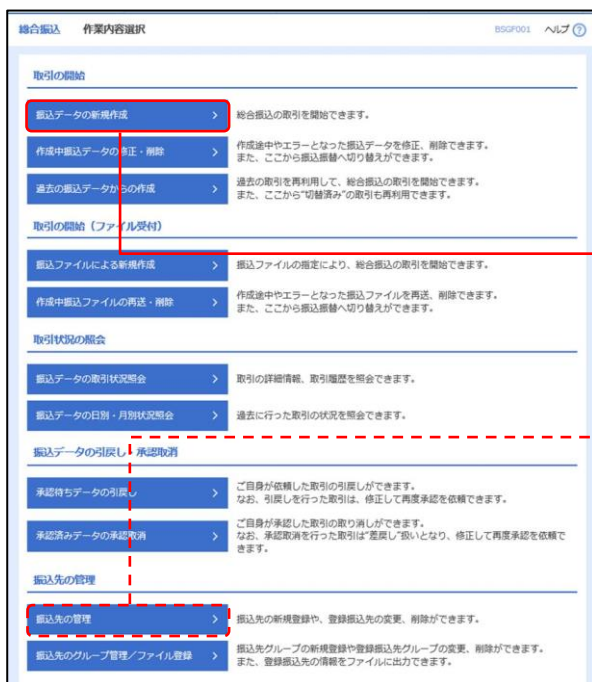 総合振込 作業内容選択 BSGF001 ヘルプ ?
取引の開始
振込データの新規作成 > 総合振込の取引を開始できます。
作成中振込データの修正・削除 > 作成途中やエラーとなった振込データを修正、削除できます。
また、ここから振込振替へ切り替えができます。
過去の振込データからの作成 > 過去の取引を再利用して、総合振込の取引を開始できます。
また、ここから"切替済み"の取引も再利用できます。
取引の開始（ファイル受付）
振込ファイルによる新規作成 > 振込ファイルの指定により、総合振込の取引を開始できます。
作成中振込ファイルの再送・削除 > 作成途中やエラーとなった振込ファイルを再送、削除できます。
また、ここから振込振替へ切り替えができます。
取引状況の照会
振込データの取引状況照会 > 取引の詳細情報、取引履歴を照会できます。
振込データの日別・月別状況照会 > 過去に行った取引の状況を照会できます。
振込データの引戻し・承認取消
承認待ちデータの引戻し > ご自身が依頼した取引の引戻しができます。
なお、引戻しを行った取引は、修正して再度承認を依頼できます。
承認済みデータの承認取消 > ご自身が承認した取引の取り消しができます。
なお、承認取消を行った取引は"差戻し"扱いとなり、修正して再度承認を依頼で
きます。
振込先の管理
振込先の管理 > 振込先の新規登録や、登録振込先の変更、削除ができます。
振込先のグループ管理／ファイル登録 > 振込先グループの新規登録や登録振込先グループの変更、削除ができます。
また、登録振込先の情報をファイルに出力できます。